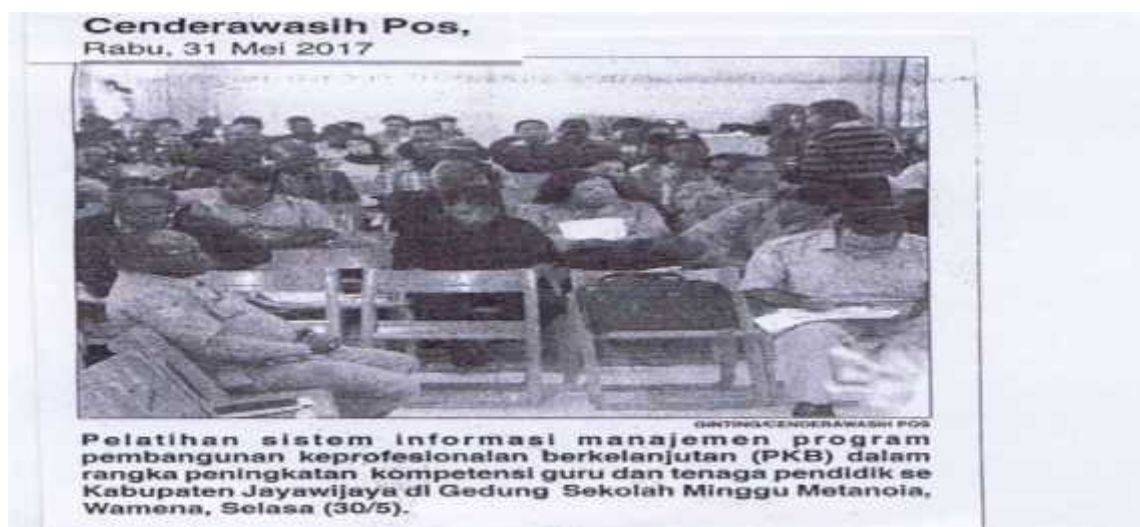 Cenderawasih Pos,
Rabu, 31 Mei 2017
GINTING/CENDERAWASIH POS
Pelatihan sistem informasi manajemen program
pembangunan keprofesionalan berkelanjutan (PKB) dalam
rangka peningkatan kompetensi guru dan tenaga pendidik se
Kabupaten Jayawijaya di Gedung Sekolah Minggu Metanoia,
Wamena, Selasa (30/5).